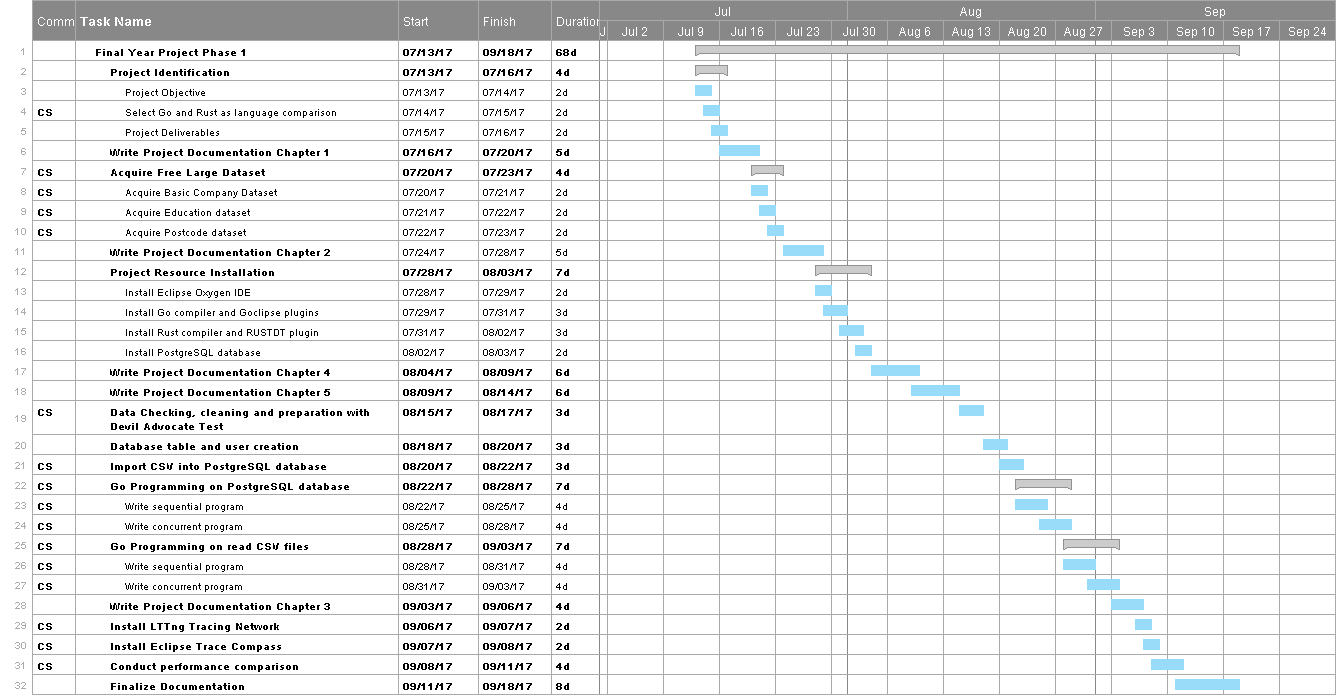 Jul Aug Sep
Comm Task Name Start Finish Duration J Jul 2 Jul 9 Jul 16 Jul 23 Jul 30 Aug 6 Aug 13 Aug 20 Aug 27 Sep 3 Sep 10 Sep 17 Sep 24
1 Final Year Project Phase 1 07/13/17 09/18/17 68d
2 Project Identification 07/13/17 07/16/17 4d
3 Project Objective 07/13/17 07/14/17 2d
4 CS Select Go and Rust as language comparison 07/14/17 07/15/17 2d
5 Project Deliverables 07/15/17 07/16/17 2d
6 Write Project Documentation Chapter 1 07/16/17 07/20/17 5d
7 CS Acquire Free Large Dataset 07/20/17 07/23/17 4d
8 CS Acquire Basic Company Dataset 07/20/17 07/21/17 2d
9 CS Acquire Education dataset 07/21/17 07/22/17 2d
10 CS Acquire Postcode dataset 07/22/17 07/23/17 2d
11 Write Project Documentation Chapter 2 07/24/17 07/28/17 5d
12 Project Resource Installation 07/28/17 08/03/17 7d
13 Install Eclipse Oxygen IDE 07/28/17 07/29/17 2d
14 Install Go compiler and Goclipse plugins 07/29/17 07/31/17 3d
15 Install Rust compiler and RUSTDT plugin 07/31/17 08/02/17 3d
16 Install PostgreSQL database 08/02/17 08/03/17 2d
17 Write Project Documentation Chapter 4 08/04/17 08/09/17 6d
18 Write Project Documentation Chapter 5 08/09/17 08/14/17 6d
19 CS Data Checking, cleaning and preparation with 08/15/17 08/17/17 3d
Devil Advocate Test
20 Database table and user creation 08/18/17 08/20/17 3d
21 CS Import CSV into PostgreSQL database 08/20/17 08/22/17 3d
22 CS Go Programming on PostgreSQL database 08/22/17 08/28/17 7d
23 CS Write sequential program 08/22/17 08/25/17 4d
24 CS Write concurrent program 08/25/17 08/28/17 4d
25 CS Go Programming on read CSV files 08/28/17 09/03/17 7d
26 CS Write sequential program 08/28/17 08/31/17 4d
27 CS Write concurrent program 08/31/17 09/03/17 4d
28 Write Project Documentation Chapter 3 09/03/17 09/06/17 4d
29 CS Install LTTng Tracing Network 09/06/17 09/07/17 2d
30 CS Install Eclipse Trace Compass 09/07/17 09/08/17 2d
31 CS Conduct performance comparison 09/08/17 09/11/17 4d
32 Finalize Documentation 09/11/17 09/18/17 8d